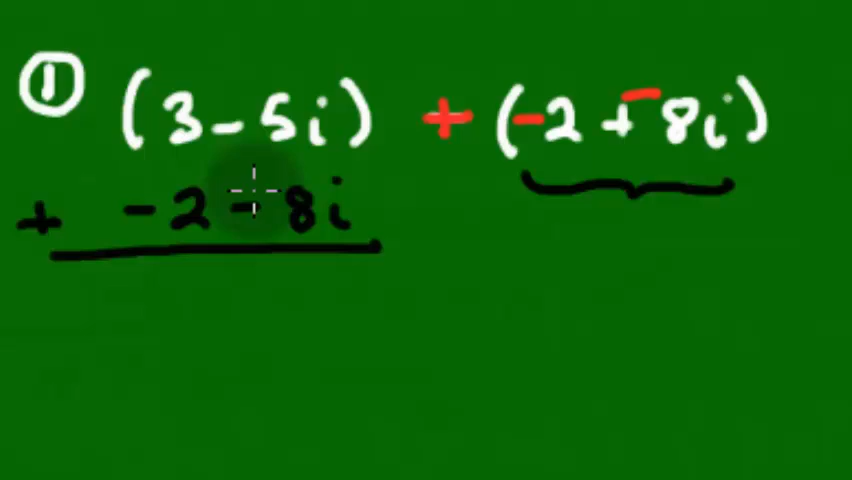 ① (3 - 5i) + (-2 + - 8i)
+ -2 - 8i